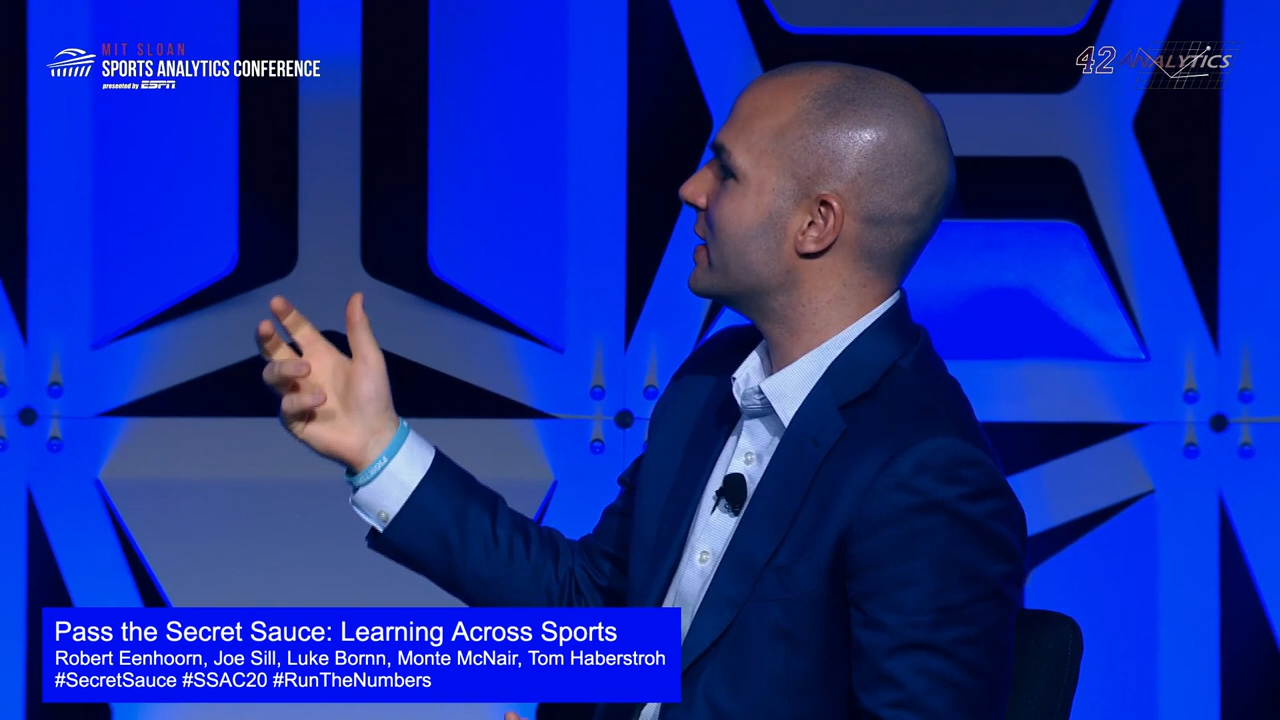 MIT SLOAN
SPORTS ANALYTICS CONFERENCE
presented by ESPN
42 ANALYTICS
Pass the Secret Sauce: Learning Across Sports
Robert Eenhoorn, Joe Sill, Luke Bornn, Monte McNair, Tom Haberstroh
#SecretSauce #SSAC20 #RunTheNumbers